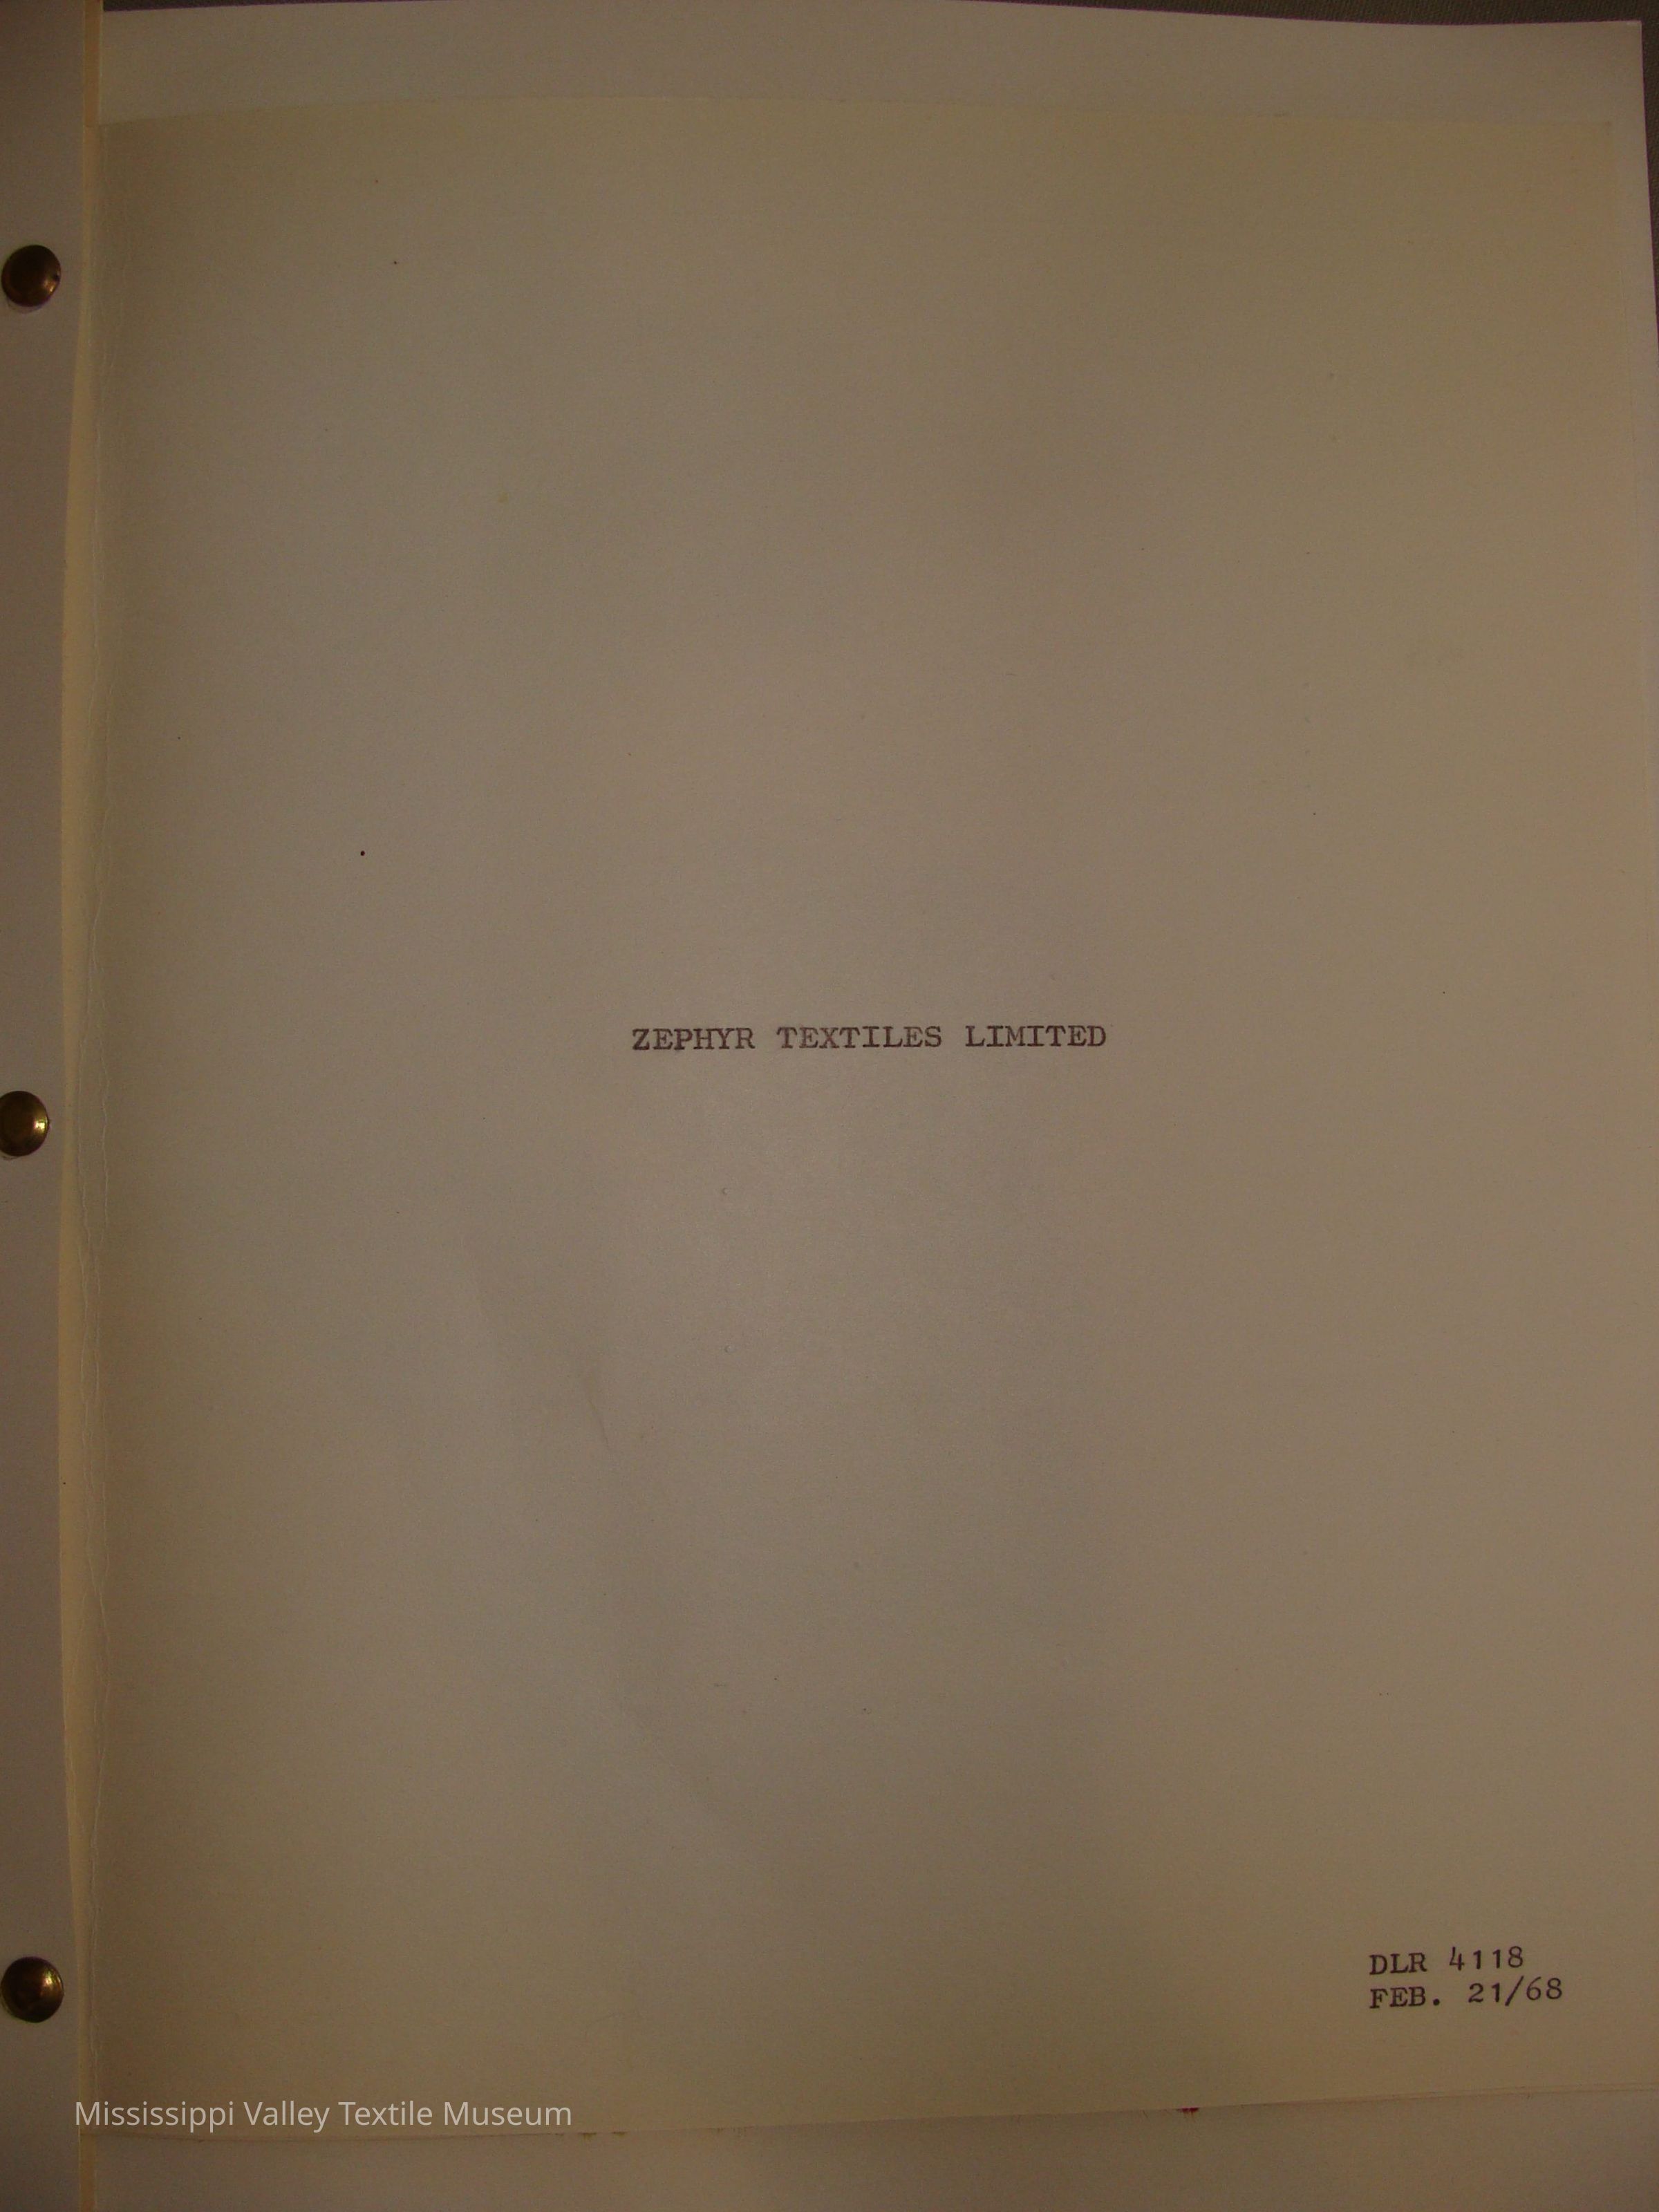 ZEPHYR TEXTILES LIMITED
DLR 4118
FEB. 21/68
Mississippi Valley Textile Museum